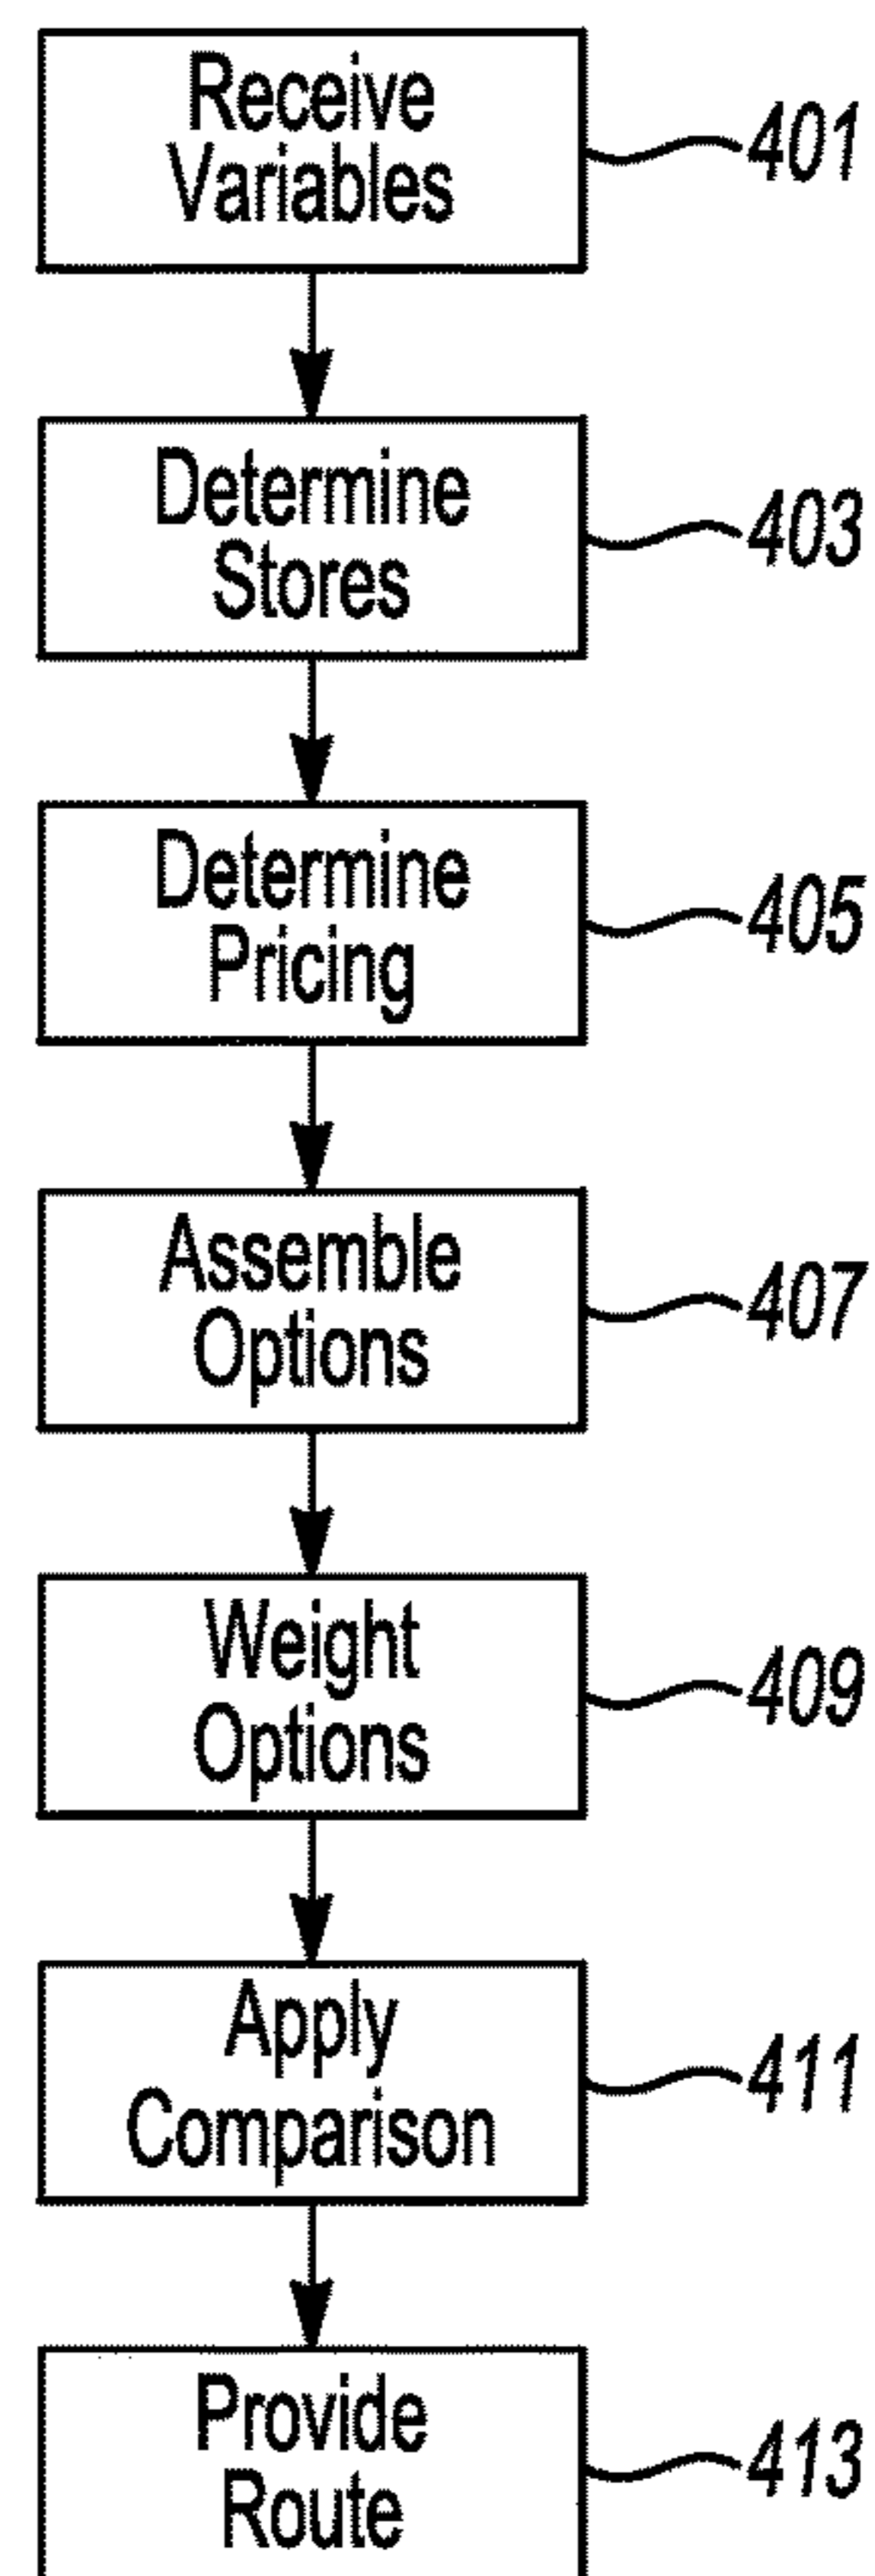 Receive
Variables
401
Determine
Stores
403
Determine
Pricing
405
Assemble
Options
407
Weight
Options
409
Apply
Comparison
411
Provide
Route
413